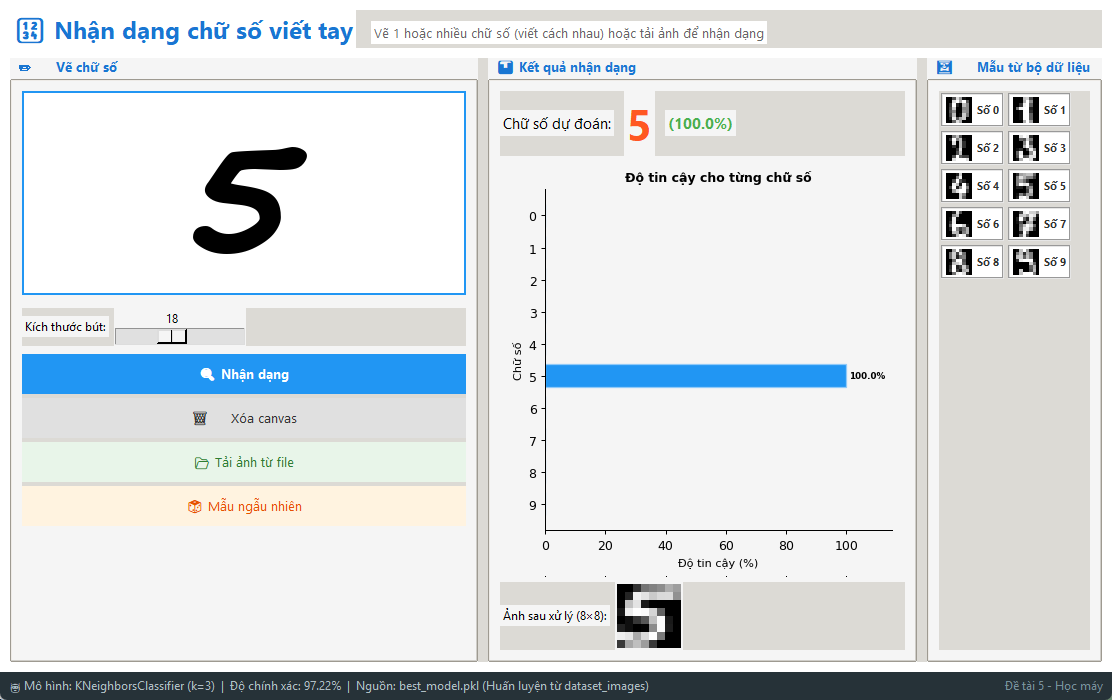 Nhận dạng chữ số viết tay
Vẽ 1 hoặc nhiều chữ số (viết cách nhau) hoặc tải ảnh để nhận dạng
Vẽ chữ số
5
Kích thước bút:
18
Nhận dạng
Xóa canvas
Tải ảnh từ file
Mẫu ngẫu nhiên
Kết quả nhận dạng
Chữ số dự đoán: 5 (100.0%)
Độ tin cậy cho từng chữ số
Chữ số
0
1
2
3
4
5 100.0%
6
7
8
9
0 20 40 60 80 100
Độ tin cậy (%)
Ảnh sau xử lý (8×8): 5
Mẫu từ bộ dữ liệu
Số 0 Số 1
Số 2 Số 3
Số 4 Số 5
Số 6 Số 7
Số 8 Số 9
Mô hình: KNeighborsClassifier (k=3) | Độ chính xác: 97.22% | Nguồn: best_model.pkl (Huấn luyện từ dataset_images)
Đề tài 5 - Học máy